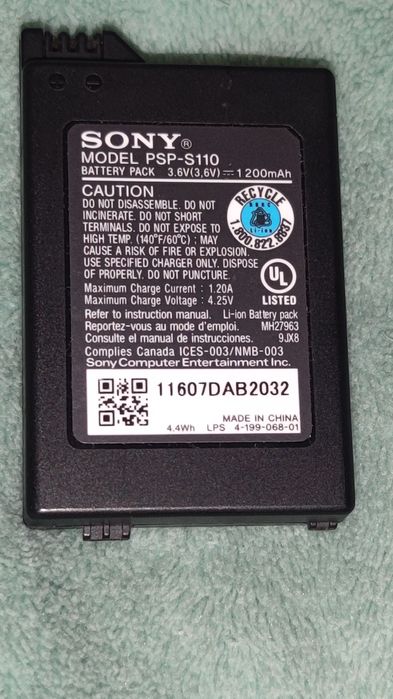 SONY®
MODEL PSP-S110
BATTERY PACK 3.6V(3,6V) ⎓ 1200mAh
CAUTION
DO NOT DISASSEMBLE. DO NOT
INCINERATE. DO NOT SHORT
TERMINALS. DO NOT EXPOSE TO
HIGH TEMP. (140°F/60°C) : MAY
CAUSE A RISK OF FIRE OR EXPLOSION.
USE SPECIFIED CHARGER ONLY. DISPOSE
OF PROPERLY. DO NOT PUNCTURE.
RECYCLE
Li-ion
1.800.822.8837
Maximum Charge Current : 1.20A
Maximum Charge Voltage : 4.25V
UL
LISTED
Refer to instruction manual. Li-ion Battery pack
Reportez-vous au mode d'emploi. MH27963
Consulte el manual de instrucciones. 9JX8
Complies Canada ICES-003/NMB-003
Sony Computer Entertainment Inc.
11607DAB2032
MADE IN CHINA
4.4Wh LPS 4-199-068-01